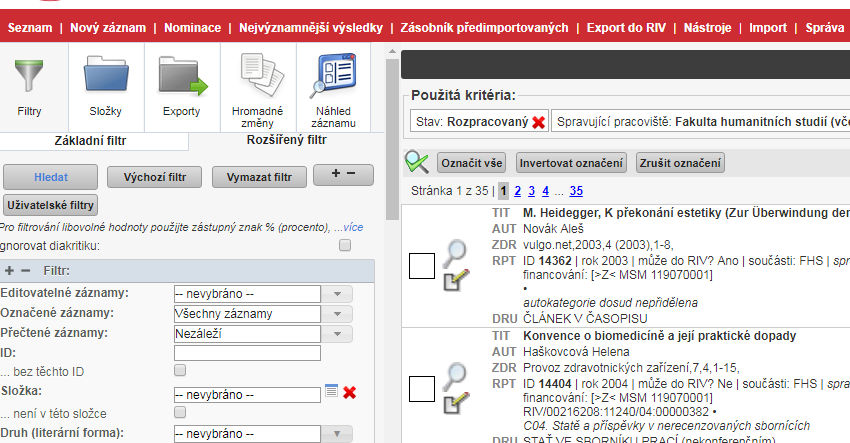 Seznam | Nový záznam | Nominace | Nejvýznamnější výsledky | Zásobník předimportovaných | Export do RIV | Nástroje | Import | Správa
Filtry
Složky
Exporty
Hromadné změny
Náhled záznamu
Základní filtr
Rozšířený filtr
Hledat
Výchozí filtr
Vymazat filtr
+ −
Uživatelské filtry
Pro filtrování libovolné hodnoty použijte zástupný znak % (procento), ...více
gnorovat diakritiku:
+ − Filtr:
Editovatelné záznamy: -- nevybráno --
Označené záznamy: Všechny záznamy
Přečtené záznamy: Nezáleží
ID:
... bez těchto ID
Složka: -- nevybráno --
... není v této složce
Druh (literární forma): -- nevybráno --
Použitá kritéria:
Stav: Rozpracovaný
Spravující pracoviště: Fakulta humanitních studií (vče
Označit vše
Invertovat označení
Zrušit označení
Stránka 1 z 35 | 1 2 3 4 ... 35
TIT M. Heidegger, K překonání estetiky (Zur Überwindung der
AUT Novák Aleš
ZDR vulgo.net,2003,4 (2003),1-8,
RPT ID 14362 | rok 2003 | může do RIV? Ano | součásti: FHS | spr
financování: [>Z< MSM 119070001]
•
autokategorie dosud nepřidělena
DRU ČLÁNEK V ČASOPISU
TIT Konvence o biomedicíně a její praktické dopady
AUT Haškovcová Helena
ZDR Provoz zdravotnických zařízení,7,4,1-15,
RPT ID 14404 | rok 2004 | může do RIV? Ne | součásti: FHS | spra
financování: [>Z< MSM 119070001]
RIV/00216208:11240/04:00000382 •
C04. Statě a příspěvky v nerecenzovaných sbornících
DRU STAŤ VE SBORNÍKU PRACÍ (nekonferenčním)